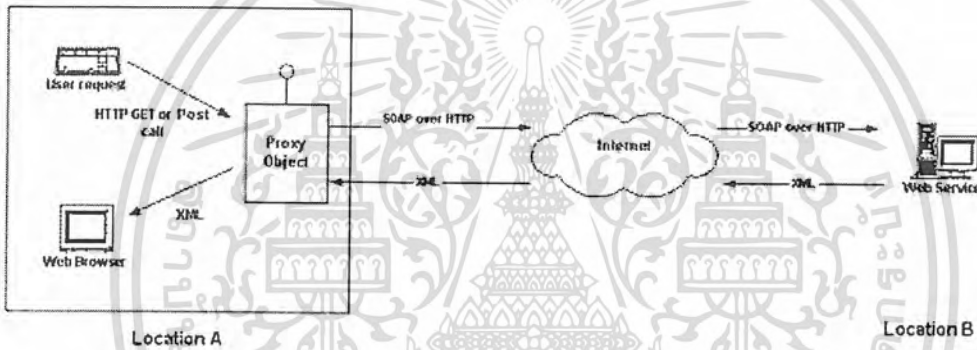 User request
HTTP GET or Post
call
Proxy
Object
XML
Web Browser
SOAP over HTTP
XML
Internet
SOAP over HTTP
XML
Web Service
Location A
Location B